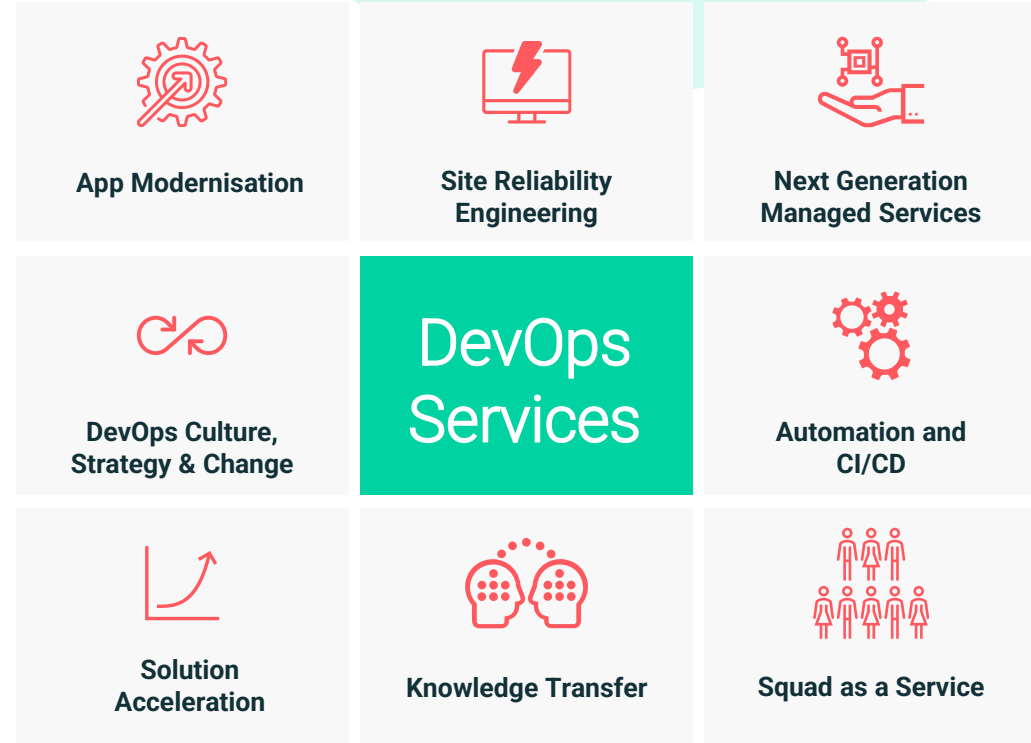 App Modernisation
Site Reliability
Engineering
Next Generation
Managed Services
DevOps Culture,
Strategy & Change
DevOps
Services
Automation and
CI/CD
Solution
Acceleration
Knowledge Transfer
Squad as a Service